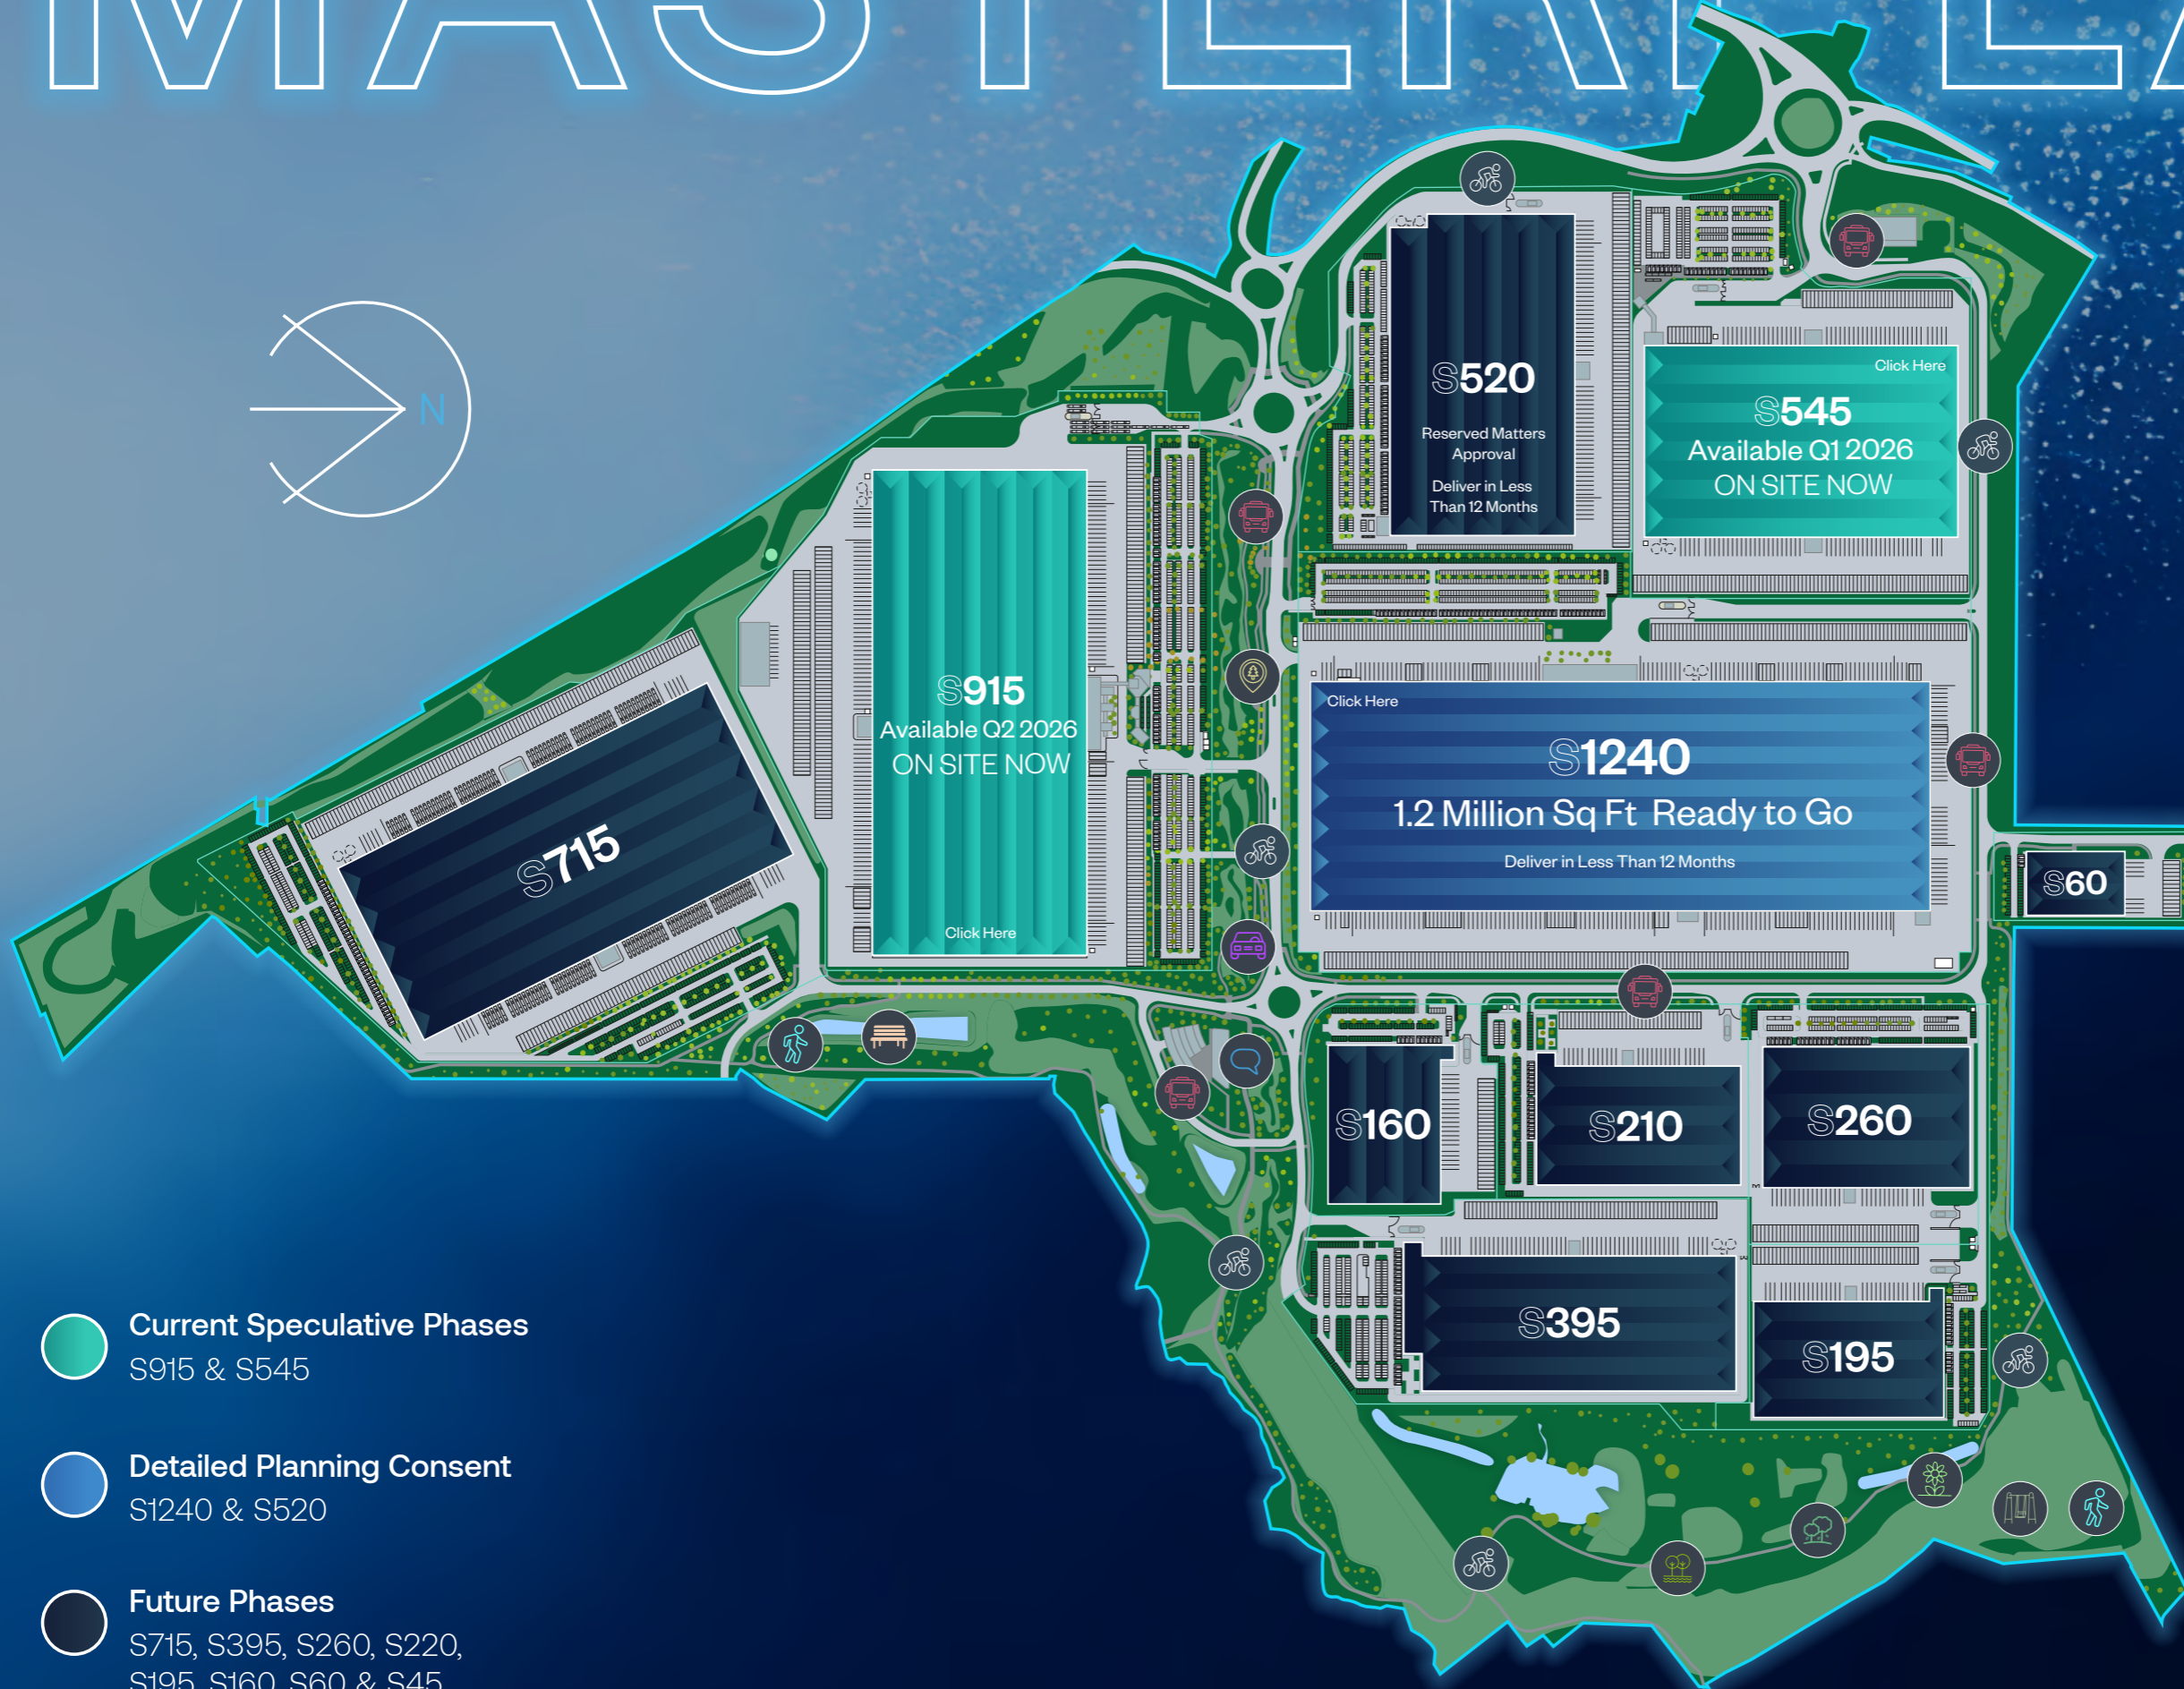 MASTERPLA
N
S520
Reserved Matters
Approval
Deliver in Less
Than 12 Months
Click Here
S545
Available Q1 2026
ON SITE NOW
S915
Available Q2 2026
ON SITE NOW
Click Here
S715
Click Here
S1240
1.2 Million Sq Ft Ready to Go
Deliver in Less Than 12 Months
S60
S160
S210
S260
S395
S195
Current Speculative Phases
S915 & S545
Detailed Planning Consent
S1240 & S520
Future Phases
S715, S395, S260, S220,
S195, S160, S60 & S45